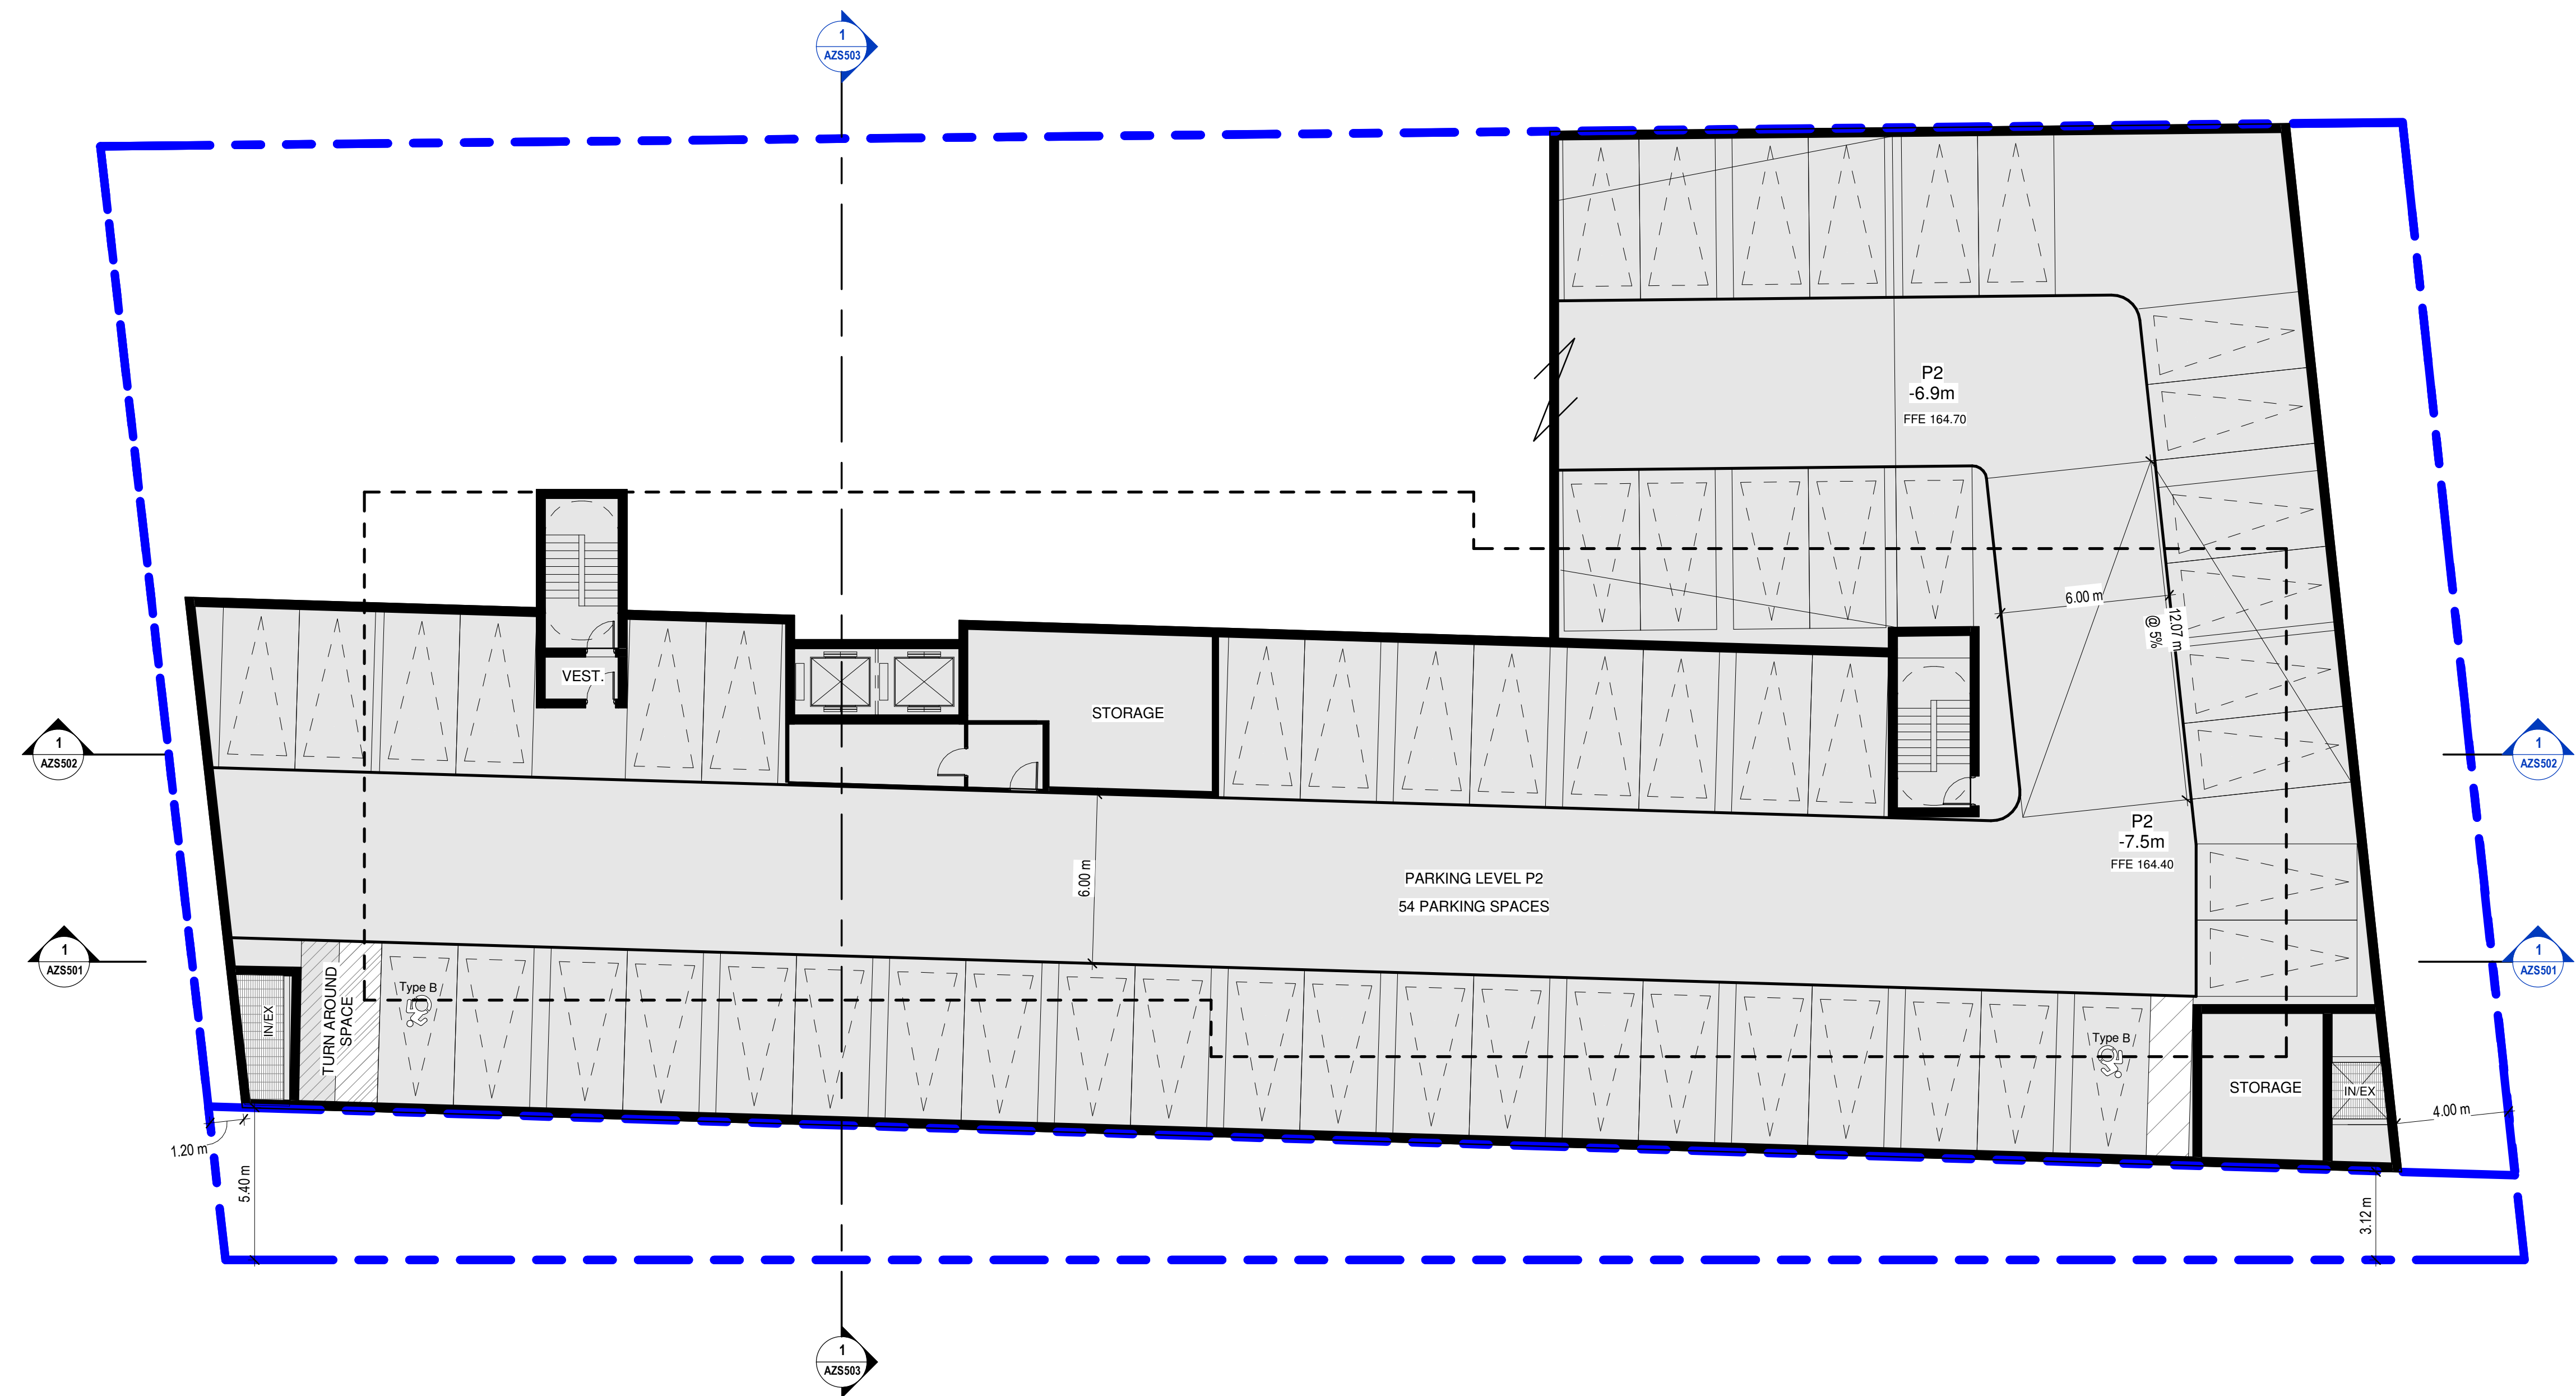 1
AZS503
P2
-6.9m
FFE 164.70
6.00 m
12.07 m
@ 5%
VEST.
STORAGE
1
AZS502
1
AZS502
P2
-7.5m
FFE 164.40
6.00 m
PARKING LEVEL P2
54 PARKING SPACES
1
AZS501
1
AZS501
IN/EX
TURN AROUND
SPACE
Type B
Type B
STORAGE
IN/EX
4.00 m
1.20 m
5.40 m
3.12 m
1
AZS503